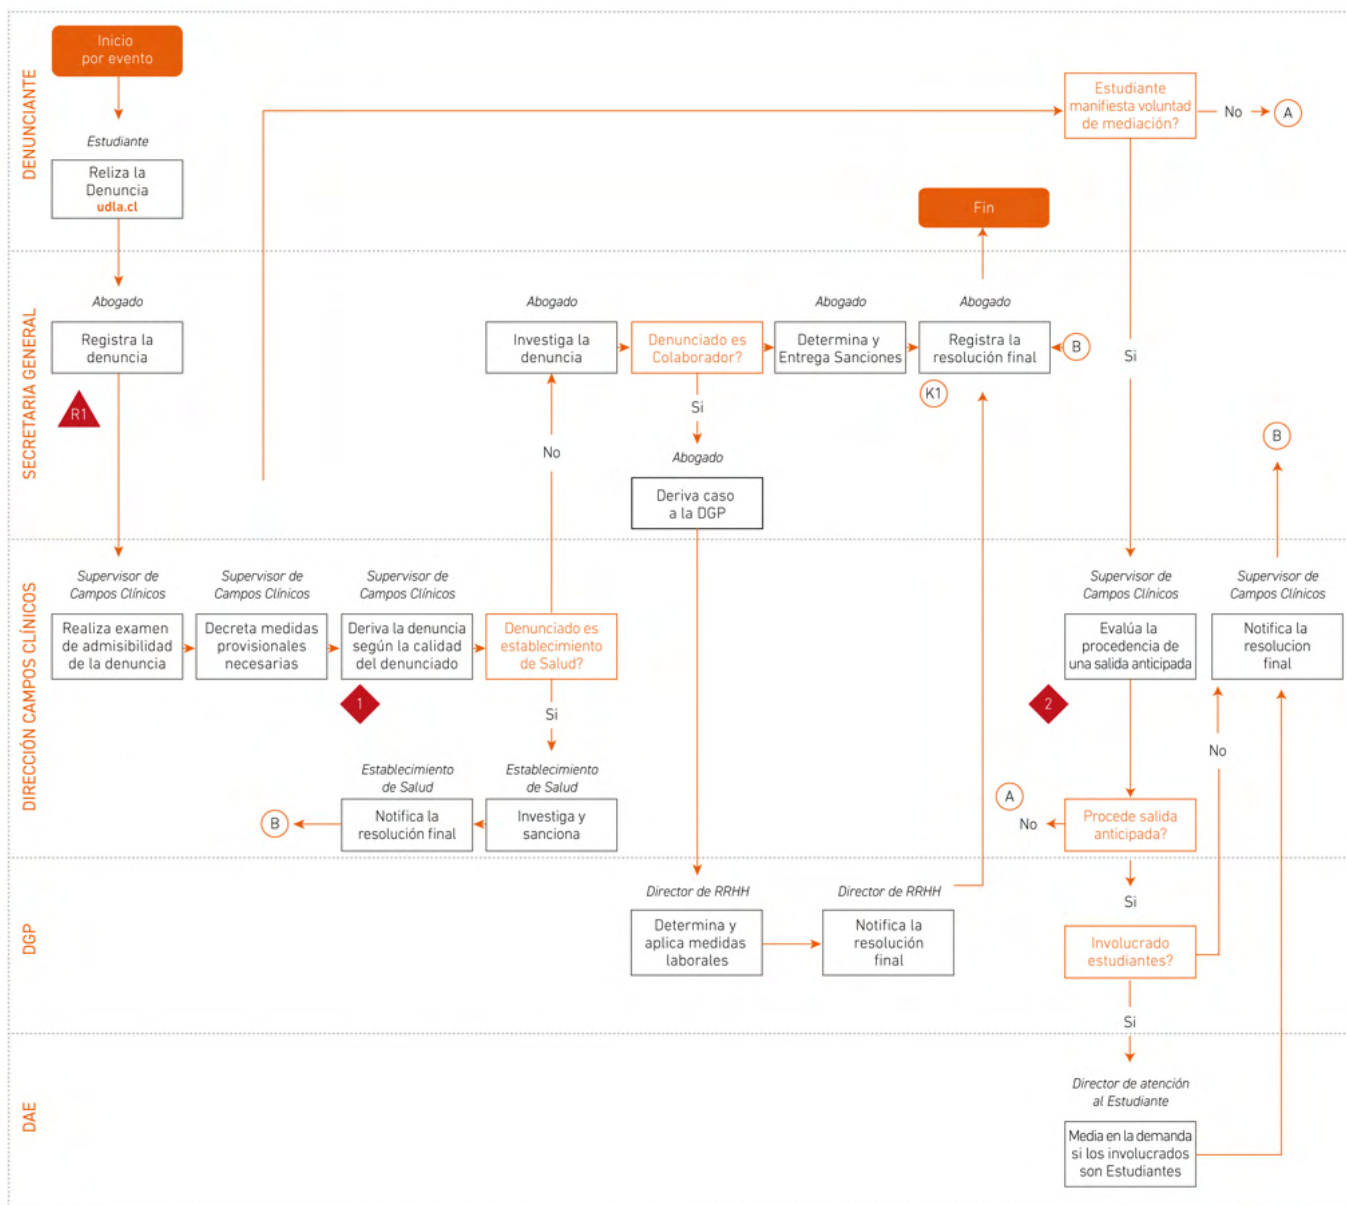 DENUNCIANTE
Inicio
por evento
Estudiante
Reliza la
Denuncia
udla.cl
Estudiante
manifiesta voluntad
de mediación?
No
A
Fin
Si
SECRETARIA GENERAL
Abogado
Registra la
denuncia
R1
Abogado
Investiga la
denuncia
Denunciado es
Colaborador?
Abogado
Determina y
Entrega Sanciones
Abogado
Registra la
resolución final
B
K1
Si
No
Abogado
Deriva caso
a la DGP
B
DIRECCIÓN CAMPOS CLÍNICOS
Supervisor de
Campos Clínicos
Realiza examen
de admisibilidad
de la denuncia
Supervisor de
Campos Clínicos
Decreta medidas
provisionales
necesarias
Supervisor de
Campos Clínicos
Deriva la denuncia
según la calidad
del denunciado
1
Denunciado es
establecimiento
de Salud?
Si
Establecimiento
de Salud
Investiga y
sanciona
Establecimiento
de Salud
Notifica la
resolución final
B
Supervisor de
Campos Clínicos
Evalúa la
procedencia de
una salida anticipada
2
Supervisor de
Campos Clínicos
Notifica la
resolucion
final
No
A
No
Procede salida
anticipada?
Si
DGP
Director de RRHH
Determina y
aplica medidas
laborales
Director de RRHH
Notifica la
resolución
final
Involucrado
estudiantes?
Si
DAE
Director de atención
al Estudiante
Media en la demanda
si los involucrados
son Estudiantes